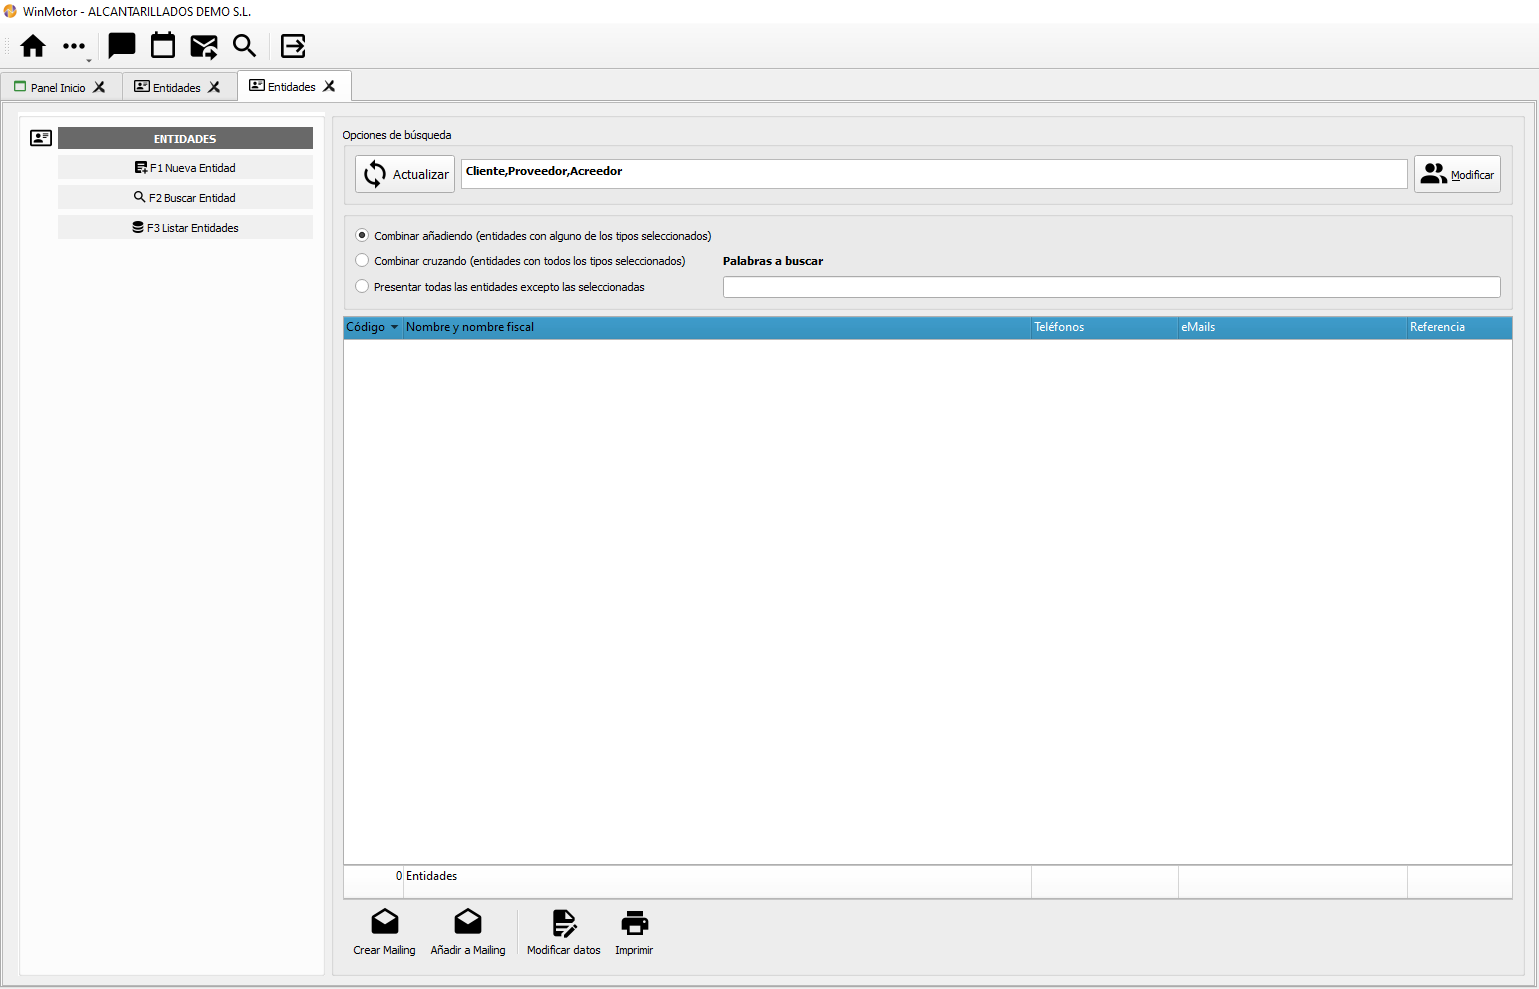 WinMotor - ALCANTARILLADOS DEMO S.L.
Panel Inicio
Entidades
Entidades
ENTIDADES
F1 Nueva Entidad
F2 Buscar Entidad
F3 Listar Entidades
Opciones de búsqueda
Actualizar
Cliente,Proveedor,Acreedor
Modificar
Combinar añadiendo (entidades con alguno de los tipos seleccionados)
Combinar cruzando (entidades con todos los tipos seleccionados)
Palabras a buscar
Presentar todas las entidades excepto las seleccionadas
Código Nombre y nombre fiscal Teléfonos eMails Referencia
0 Entidades
Crear Mailing Añadir a Mailing Modificar datos Imprimir